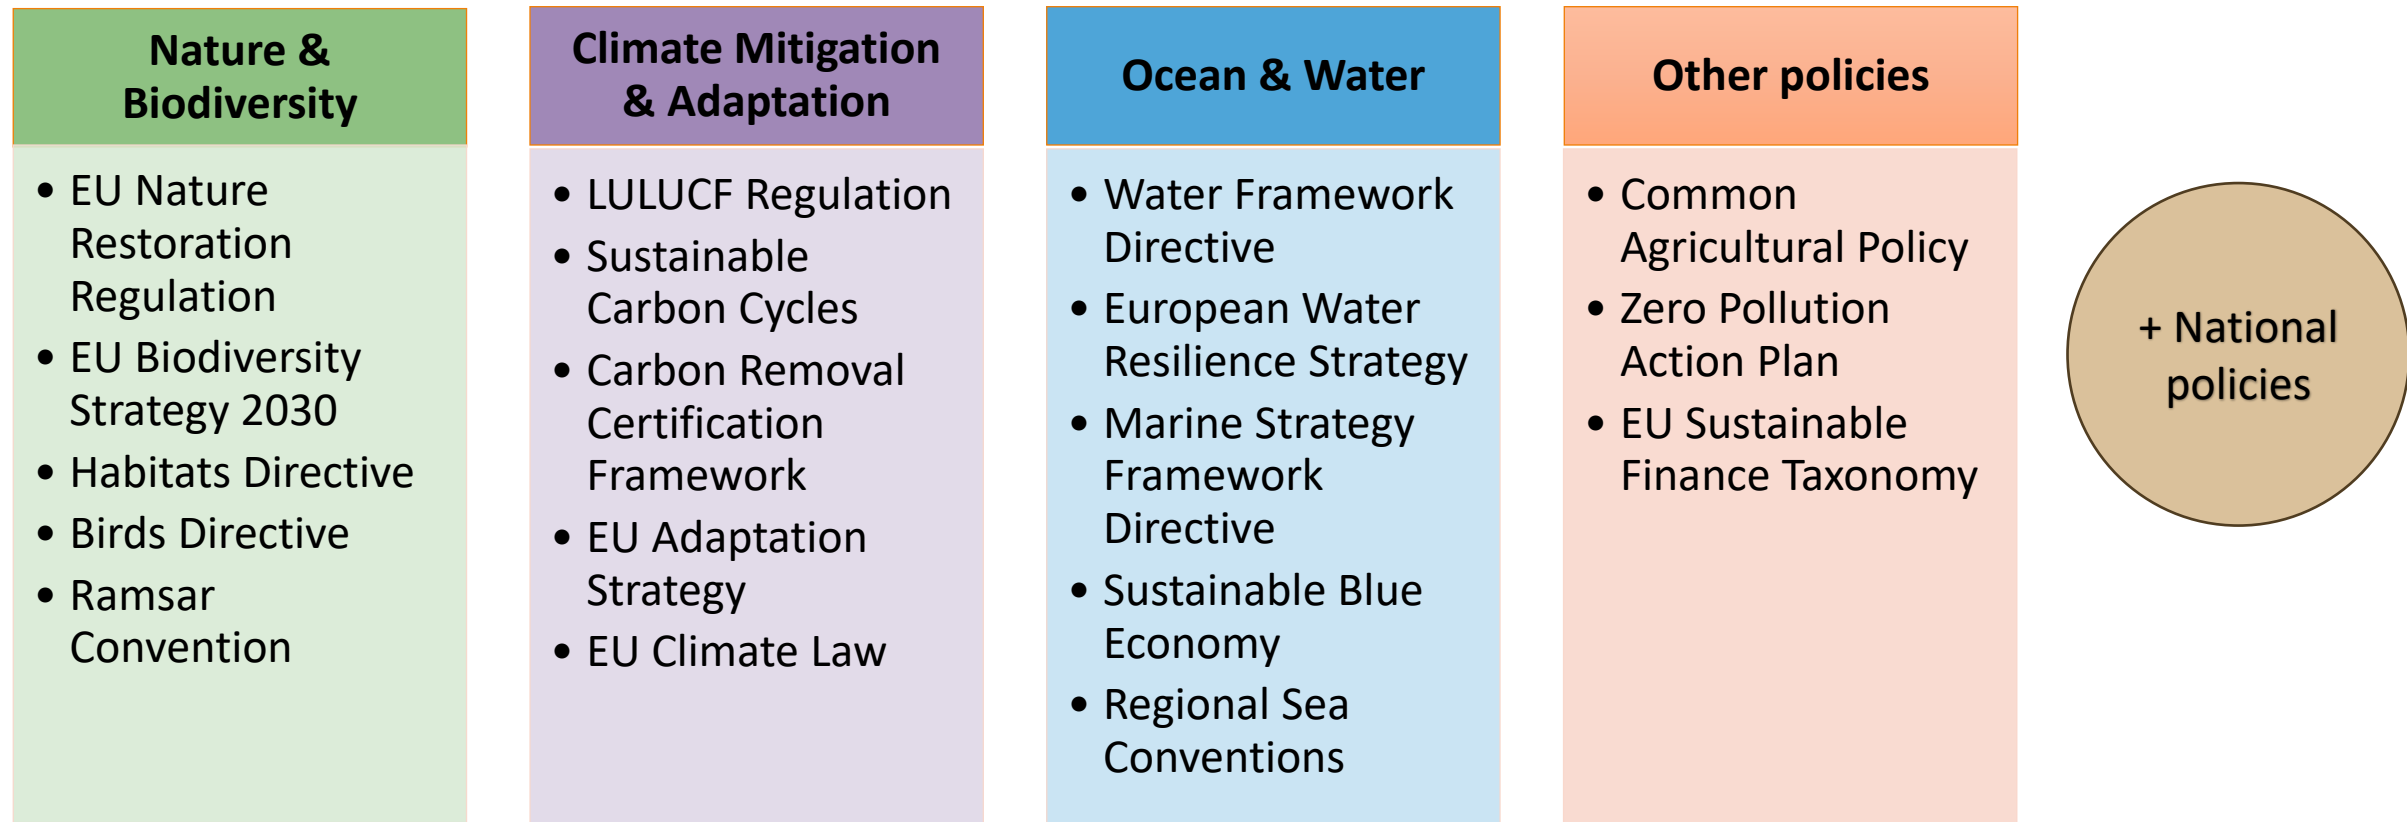 Nature &
Biodiversity
• EU Nature
Restoration
Regulation
• EU Biodiversity
Strategy 2030
• Habitats Directive
• Birds Directive
• Ramsar
Convention
Climate Mitigation
& Adaptation
• LULUCF Regulation
• Sustainable
Carbon Cycles
• Carbon Removal
Certification
Framework
• EU Adaptation
Strategy
• EU Climate Law
Ocean & Water
• Water Framework
Directive
• European Water
Resilience Strategy
• Marine Strategy
Framework
Directive
• Sustainable Blue
Economy
• Regional Sea
Conventions
Other policies
• Common
Agricultural Policy
• Zero Pollution
Action Plan
• EU Sustainable
Finance Taxonomy
+ National
policies